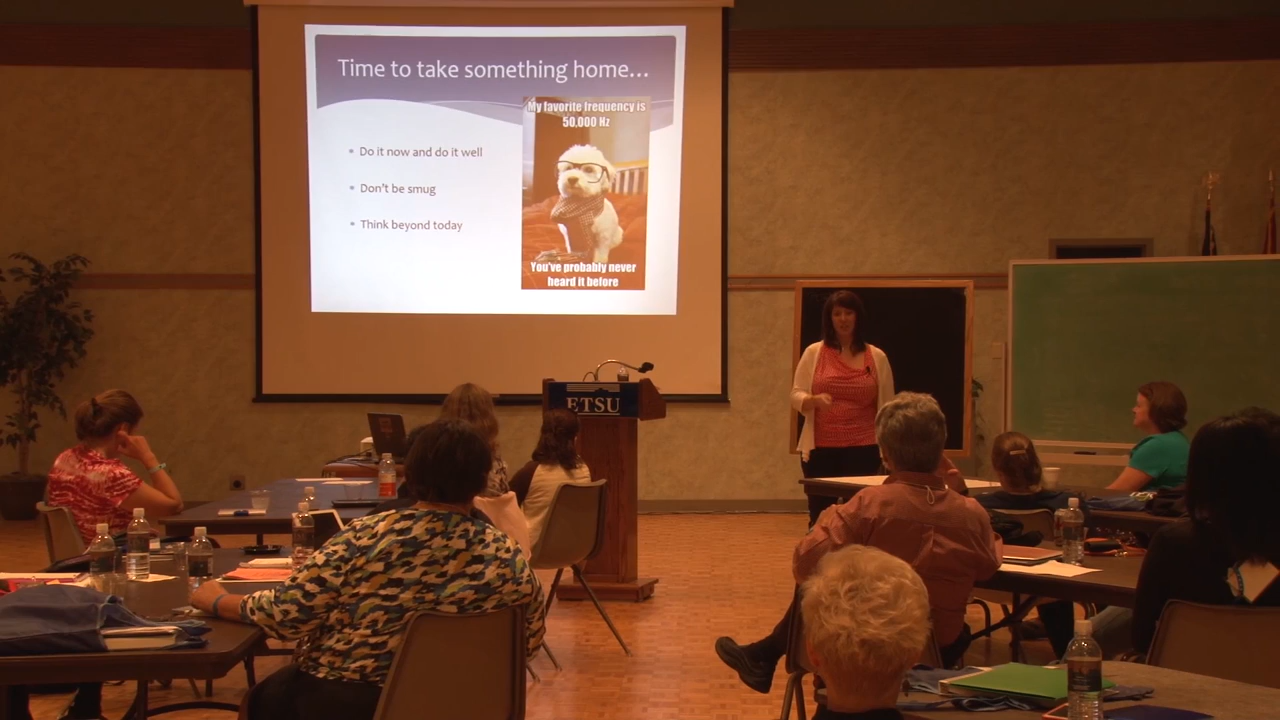 Time to take something home...
My favorite frequency is
50,000 Hz
• Do it now and do it well
• Don't be smug
• Think beyond today
You've probably never
heard it before
ETSU